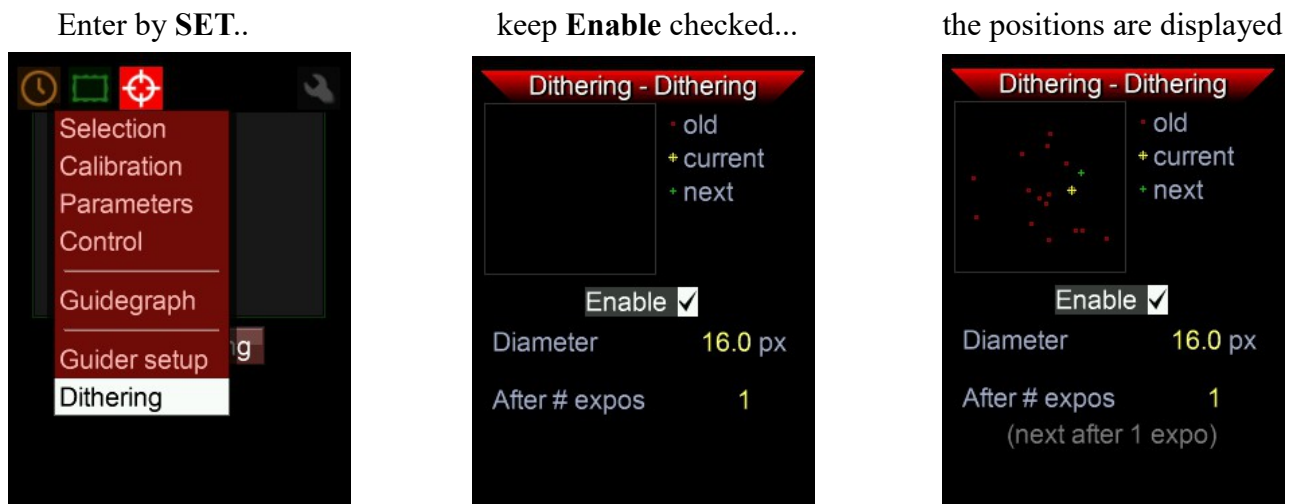 Enter by SET..
Selection
Calibration
Parameters
Control
Guidegraph
Guider setup
Dithering
keep Enable checked...
Dithering - Dithering
old
current
next
Enable
Diameter 16.0 px
After # expos 1
the positions are displayed
Dithering - Dithering
old
current
next
Enable
Diameter 16.0 px
After # expos 1
(next after 1 expo)